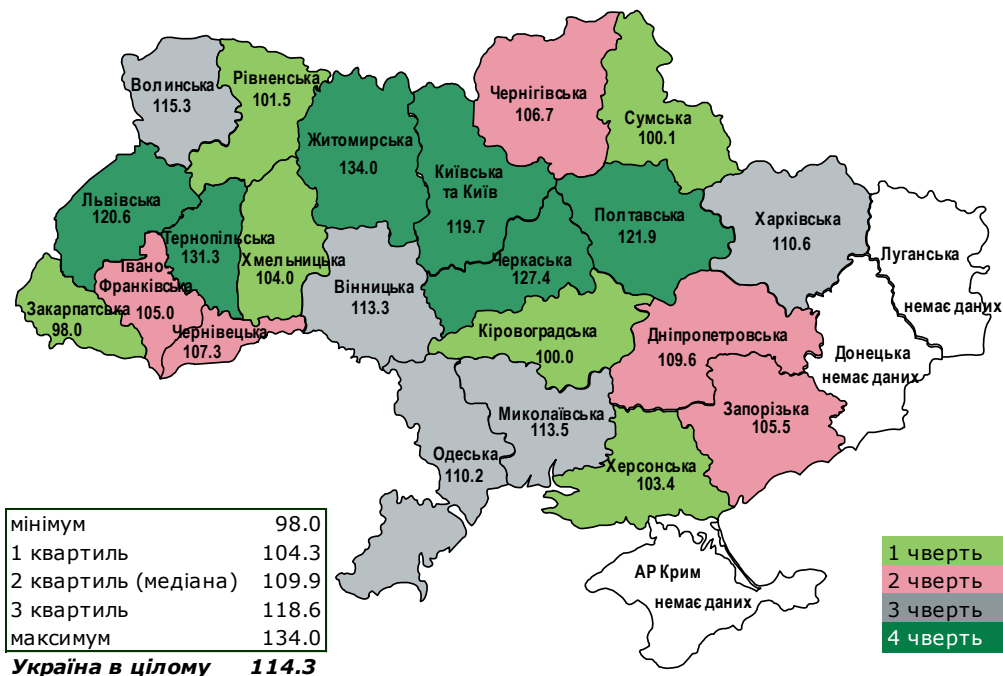 Волинська
115.3
Рівненська
101.5
Житомирська
134.0
Київська
та Київ
119.7
Чернігівська
106.7
Сумська
100.1
Львівська
120.6
Тернопільська
131.3
Хмельницька
104.0
Івано-
Франківська
105.0
Закарпатська
98.0
Чернівецька
107.3
Вінницька
113.3
Черкаська
127.4
Полтавська
121.9
Харківська
110.6
Луганська
немає даних
Кіровоградська
100.0
Дніпропетровська
109.6
Донецька
немає даних
Запорізька
105.5
Миколаївська
113.5
Одеська
110.2
Херсонська
103.4
АР Крим
немає даних
мінімум 98.0
1 квартиль 104.3
2 квартиль (медіана) 109.9
3 квартиль 118.6
максимум 134.0
Україна в цілому 114.3
1 чверть
2 чверть
3 чверть
4 чверть